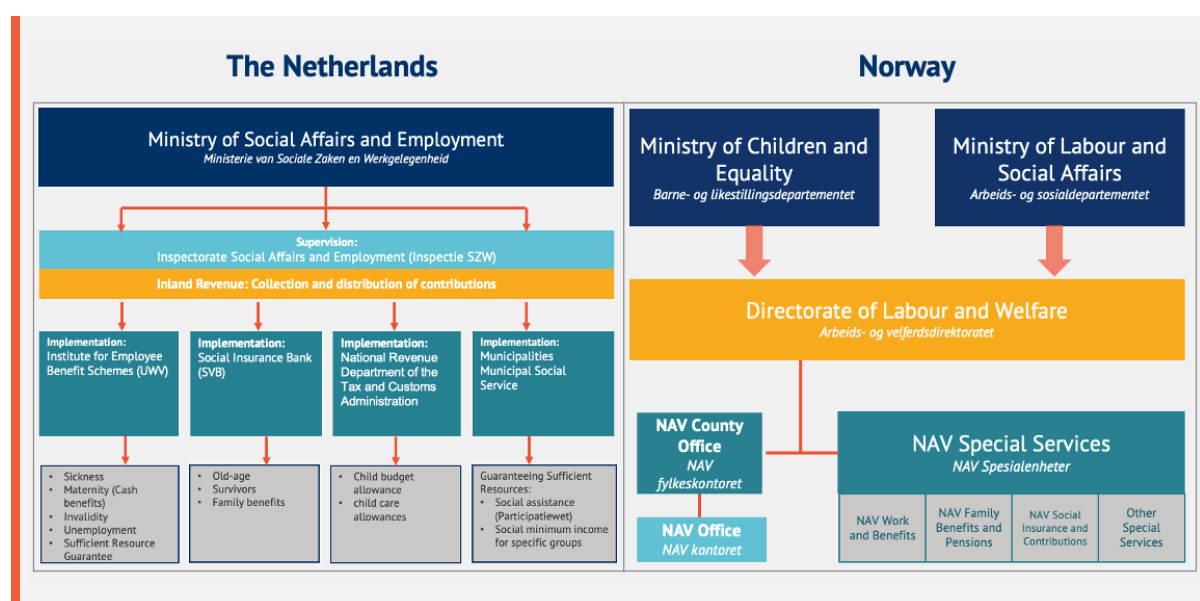 The Netherlands
Norway
Ministry of Social Affairs and Employment
Ministerie van Sociale Zaken en Werkgelegenheid
Supervision:
Inspectorate Social Affairs and Employment (Inspectie SZW)
Inland Revenue: Collection and distribution of contributions
Implementation:
Institute for Employee
Benefit Schemes (UWV)
Implementation:
Social Insurance Bank
(SVB)
Implementation:
National Revenue
Department of the
Tax and Customs
Administration
Implementation:
Municipalities
Municipal Social
Service
• Sickness
• Maternity (Cash
benefits)
• Invalidity
• Unemployment
• Sufficient Resource
Guarantee
• Old-age
• Survivors
• Family benefits
• Child budget
allowance
• child care
allowances
Guaranteeing Sufficient
Resources:
• Social assistance
(Participatiewet)
• Social minimum income
for specific groups
Ministry of Children and
Equality
Barne- og likestillingsdepartementet
Ministry of Labour and
Social Affairs
Arbeids- og sosialdepartementet
Directorate of Labour and Welfare
Arbeids- og velferdsdirektoratet
NAV County
Office
NAV
fylkeskontoret
NAV Office
NAV kontoret
NAV Special Services
NAV Spesialenheter
NAV Work
and Benefits
NAV Family
Benefits and
Pensions
NAV Social
Insurance and
Contributions
Other
Special
Services